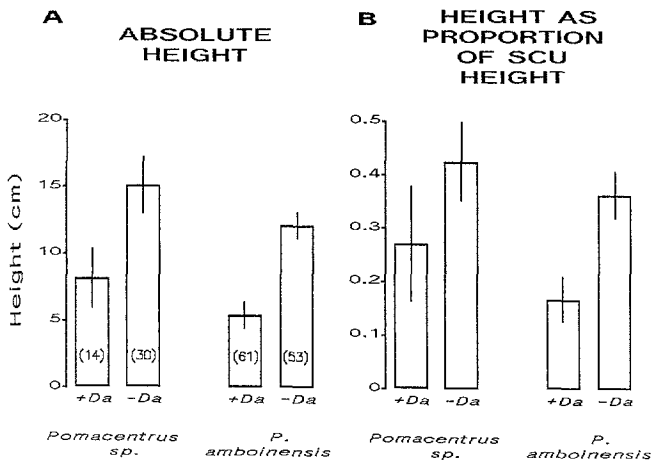 A
ABSOLUTE
HEIGHT
Height (cm)
20
15
10
5
0
(14)
(30)
(61)
(53)
+Da
-Da
+Da
-Da
Pomacentrus
sp.
P.
amboinensis
B
HEIGHT AS
PROPORTION
OF SCU
HEIGHT
0.5
0.4
0.3
0.2
0.1
0
+Da
-Da
+Da
-Da
Pomacentrus
sp.
P.
amboinensis